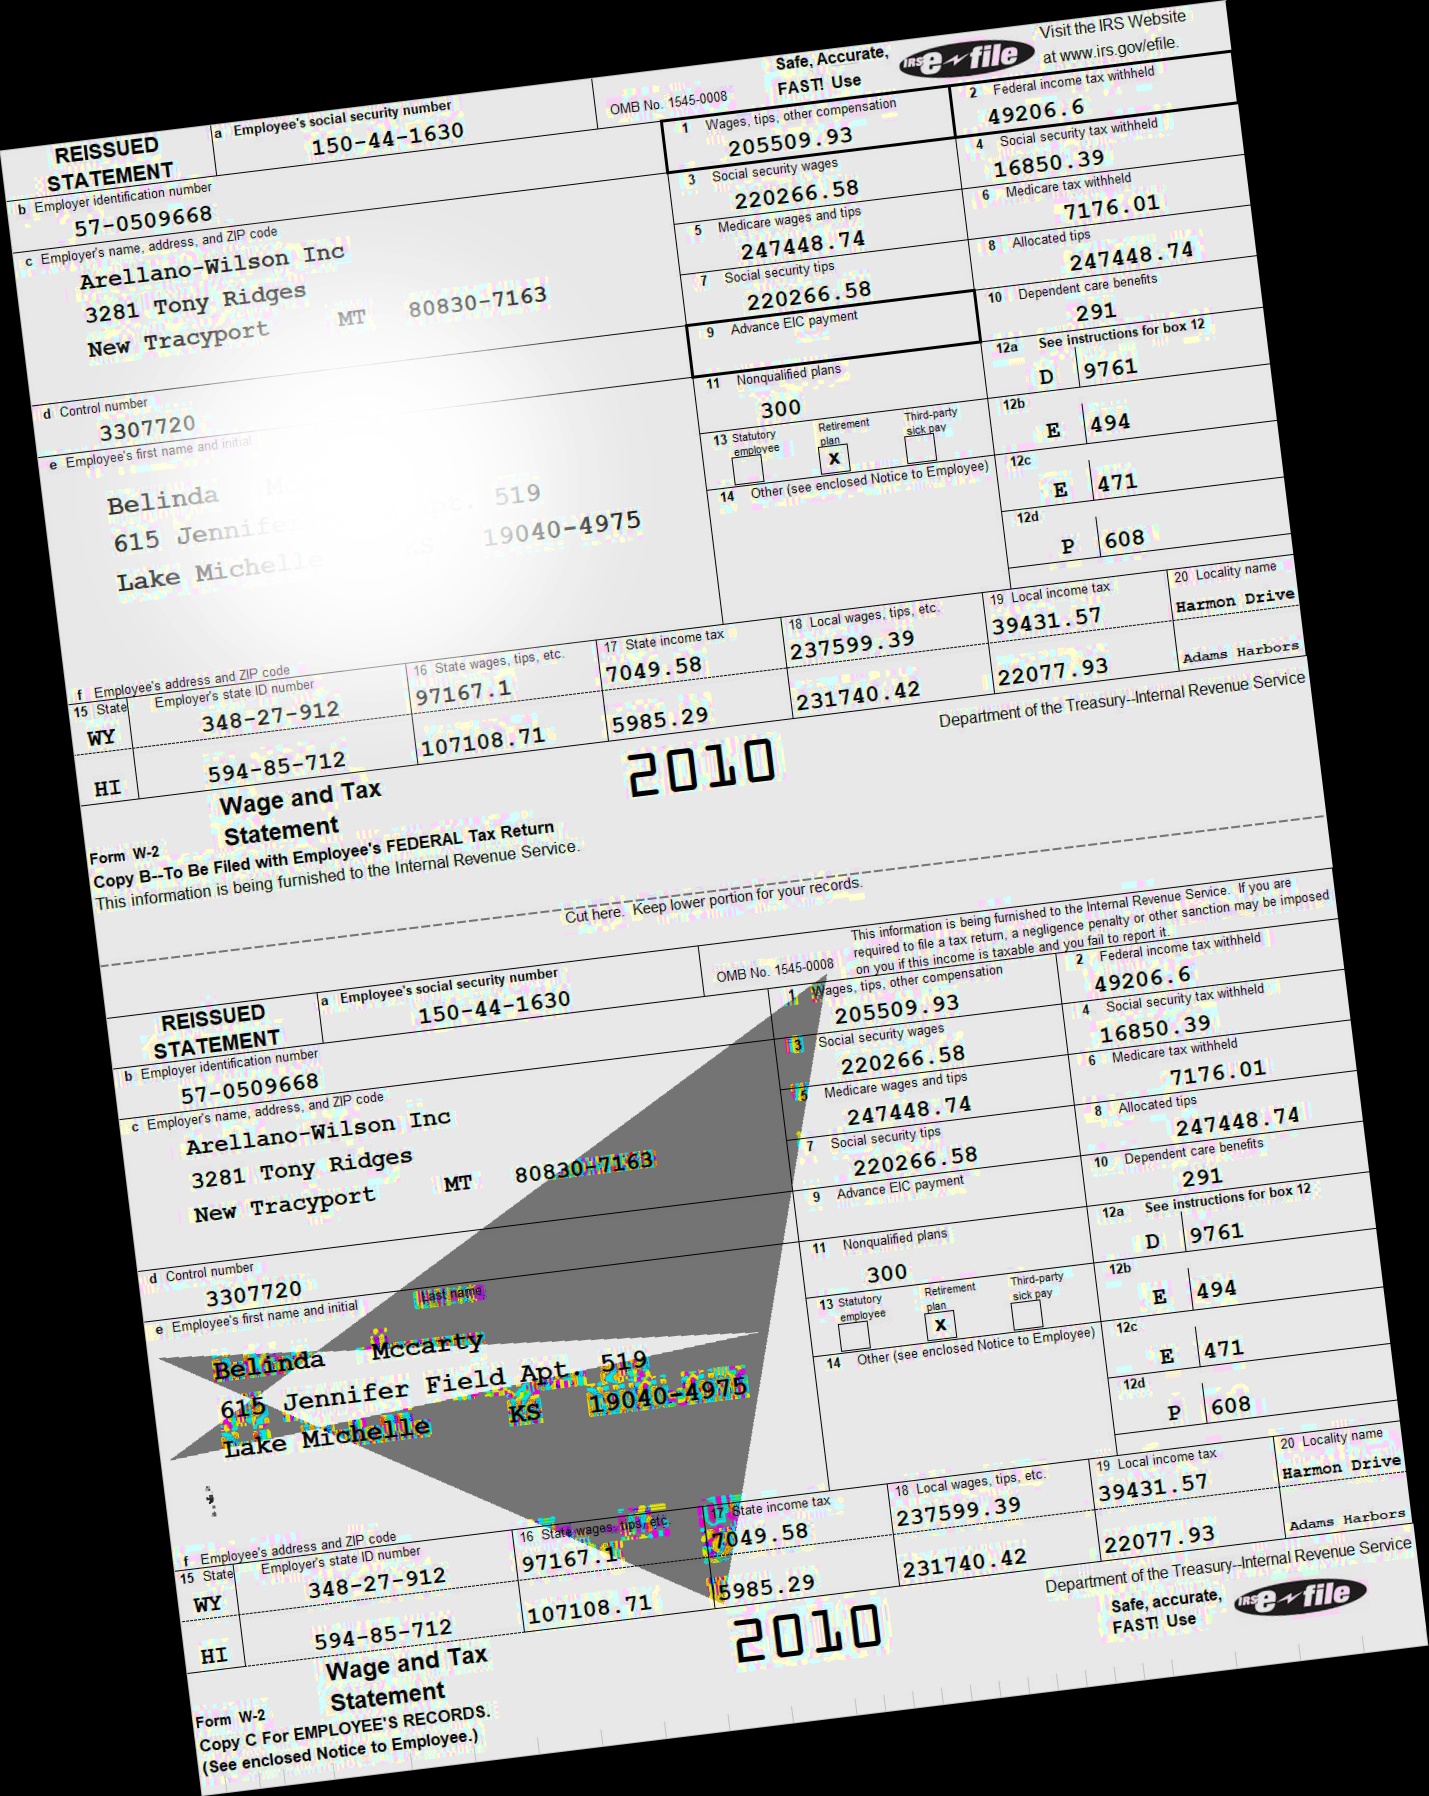 Safe, Accurate, FAST! Use IRS e-file
Visit the IRS Website at www.irs.gov/efile.
REISSUED STATEMENT
a Employee's social security number
150-44-1630
OMB No. 1545-0008
1 Wages, tips, other compensation
205509.93
2 Federal income tax withheld
49206.6
b Employer identification number
57-0509668
3 Social security wages
220266.58
4 Social security tax withheld
16850.39
c Employer's name, address, and ZIP code
Arellano-Wilson Inc
3281 Tony Ridges
New Tracyport MT 80830-7163
5 Medicare wages and tips
247448.74
6 Medicare tax withheld
7176.01
7 Social security tips
220266.58
8 Allocated tips
247448.74
9 Advance EIC payment
10 Dependent care benefits
291
d Control number
3307720
11 Nonqualified plans
300
12a See instructions for box 12
D 9761
e Employee's first name and initial
Belinda
615 Jennife 519
Lake Michelle 19040-4975
13 Statutory employee
Retirement plan
X
Third-party sick pay
12b
E 494
14 Other (see enclosed Notice to Employee)
12c
E 471
12d
P 608
f Employee's address and ZIP code
15 State Employer's state ID number
16 State wages, tips, etc.
17 State income tax
18 Local wages, tips, etc.
19 Local income tax
20 Locality name
WY 348-27-912 97167.1 7049.58 237599.39 39431.57 Harmon Drive
HI 594-85-712 107108.71 5985.29 231740.42 22077.93 Adams Harbors
Form W-2 Wage and Tax Statement
2010
Department of the Treasury--Internal Revenue Service
Copy B--To Be Filed with Employee's FEDERAL Tax Return
This information is being furnished to the Internal Revenue Service.
Cut here. Keep lower portion for your records.
This information is being furnished to the Internal Revenue Service. If you are
required to file a tax return, a negligence penalty or other sanction may be imposed
on you if this income is taxable and you fail to report it.
REISSUED STATEMENT
a Employee's social security number
150-44-1630
OMB No. 1545-0008
1 Wages, tips, other compensation
205509.93
2 Federal income tax withheld
49206.6
b Employer identification number
57-0509668
3 Social security wages
220266.58
4 Social security tax withheld
16850.39
c Employer's name, address, and ZIP code
Arellano-Wilson Inc
3281 Tony Ridges
New Tracyport MT 80830-7163
5 Medicare wages and tips
247448.74
6 Medicare tax withheld
7176.01
7 Social security tips
220266.58
8 Allocated tips
247448.74
9 Advance EIC payment
10 Dependent care benefits
291
d Control number
3307720
11 Nonqualified plans
300
12a See instructions for box 12
D 9761
e Employee's first name and initial Last name
Belinda Mccarty
615 Jennifer Field Apt. 519
Lake Michelle KS 19040-4975
13 Statutory employee
Retirement plan
X
Third-party sick pay
12b
E 494
14 Other (see enclosed Notice to Employee)
12c
E 471
12d
P 608
f Employee's address and ZIP code
15 State Employer's state ID number
16 State wages, tips, etc.
17 State income tax
18 Local wages, tips, etc.
19 Local income tax
20 Locality name
WY 348-27-912 97167.1 7049.58 237599.39 39431.57 Harmon Drive
HI 594-85-712 107108.71 5985.29 231740.42 22077.93 Adams Harbors
Form W-2 Wage and Tax Statement
2010
Department of the Treasury--Internal Revenue Service
Safe, accurate, FAST! Use IRS e-file
Copy C For EMPLOYEE'S RECORDS.
(See enclosed Notice to Employee.)